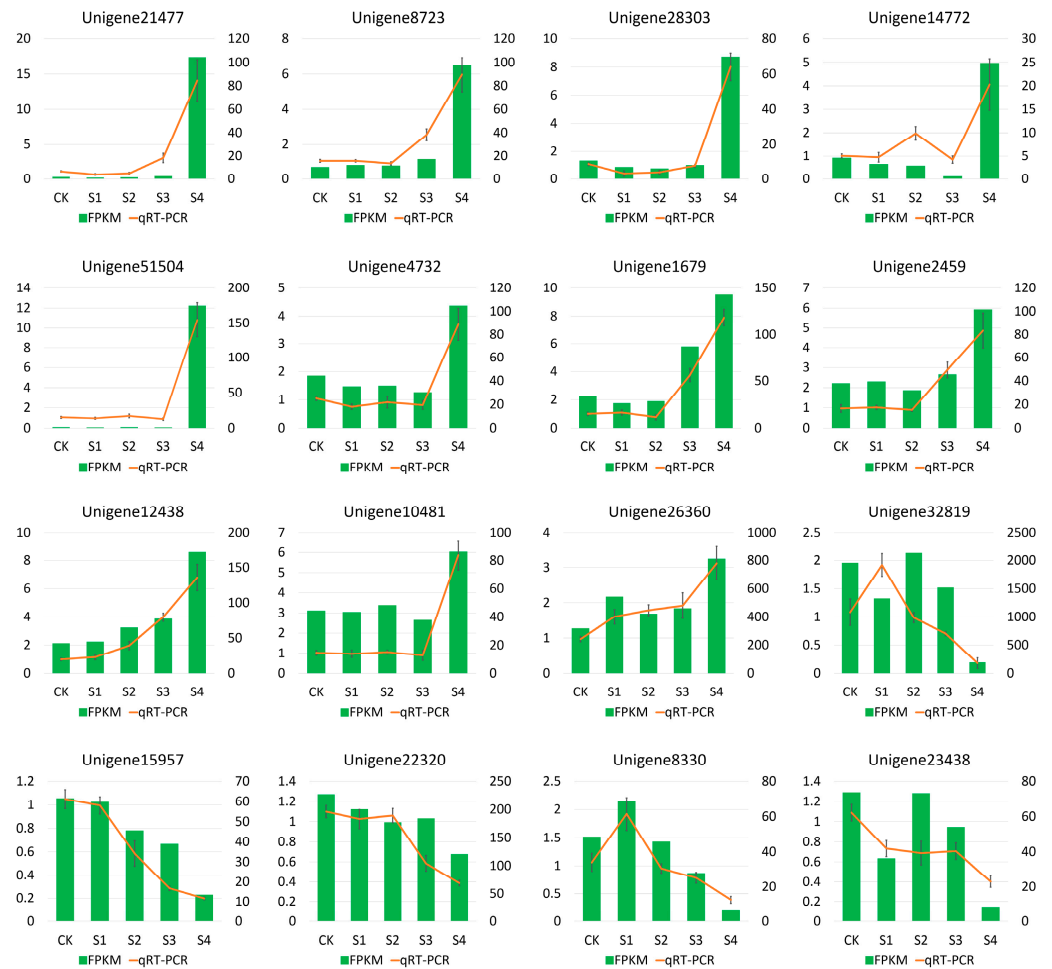 Unigene21477
20 120
15 100
10 80
5 60
0 40
20
0
CK S1 S2 S3 S4
FPKM qRT-PCR
Unigene8723
8 120
6 100
4 80
2 60
0 40
20
0
CK S1 S2 S3 S4
FPKM qRT-PCR
Unigene28303
10 80
8 60
6 40
4 20
2 0
0
CK S1 S2 S3 S4
FPKM qRT-PCR
Unigene14772
6 30
5 25
4 20
3 15
2 10
1 5
0 0
CK S1 S2 S3 S4
FPKM qRT-PCR
Unigene51504
14 200
12 150
10 100
8 50
6 0
4
2
0
CK S1 S2 S3 S4
FPKM qRT-PCR
Unigene4732
5 120
4 100
3 80
2 60
1 40
0 20
0
CK S1 S2 S3 S4
FPKM qRT-PCR
Unigene1679
10 150
8 100
6 50
4 0
2
0
CK S1 S2 S3 S4
FPKM qRT-PCR
Unigene2459
7 120
6 100
5 80
4 60
3 40
2 20
1 0
0
CK S1 S2 S3 S4
FPKM qRT-PCR
Unigene12438
10 200
8 150
6 100
4 50
2 0
0
CK S1 S2 S3 S4
FPKM qRT-PCR
Unigene10481
7 100
6 80
5 60
4 40
3 20
2 0
1
0
CK S1 S2 S3 S4
FPKM qRT-PCR
Unigene26360
4 1000
3 800
2 600
1 400
0 200
0
CK S1 S2 S3 S4
FPKM qRT-PCR
Unigene32819
2.5 2500
2 2000
1.5 1500
1 1000
0.5 500
0 0
CK S1 S2 S3 S4
FPKM qRT-PCR
Unigene15957
1.2 70
1 60
0.8 50
0.6 40
0.4 30
0.2 20
0 10
0
CK S1 S2 S3 S4
FPKM qRT-PCR
Unigene22320
1.4 250
1.2 200
1 150
0.8 100
0.6 50
0.4 0
0.2
0
CK S1 S2 S3 S4
FPKM qRT-PCR
Unigene8330
2.5 80
2 60
1.5 40
1 20
0.5 0
0
CK S1 S2 S3 S4
FPKM qRT-PCR
Unigene23438
1.4 80
1.2 60
1 40
0.8 20
0.6 0
0.4
0.2
0
CK S1 S2 S3 S4
FPKM qRT-PCR